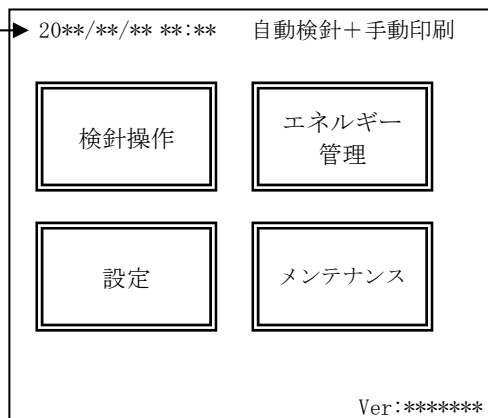 20**/**/** **:** 自動検針＋手動印刷
検針操作
エネルギー
管理
設定
メンテナンス
Ver:*******